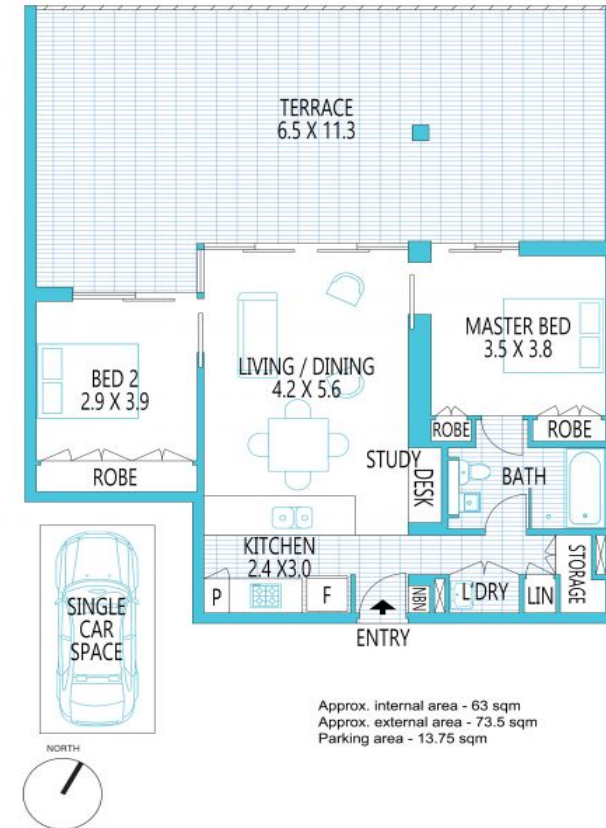 TERRACE
6.5 X 11.3
MASTER BED
3.5 X 3.8
LIVING / DINING
4.2 X 5.6
BED 2
2.9 X 3.9
ROBE
ROBE
ROBE
STUDY
DESK
BATH
KITCHEN
2.4 X3.0
P
F
NBN
L'DRY
LIN
STORAGE
ENTRY
SINGLE
CAR
SPACE
Approx. internal area - 63 sqm
Approx. external area - 73.5 sqm
Parking area - 13.75 sqm
NORTH